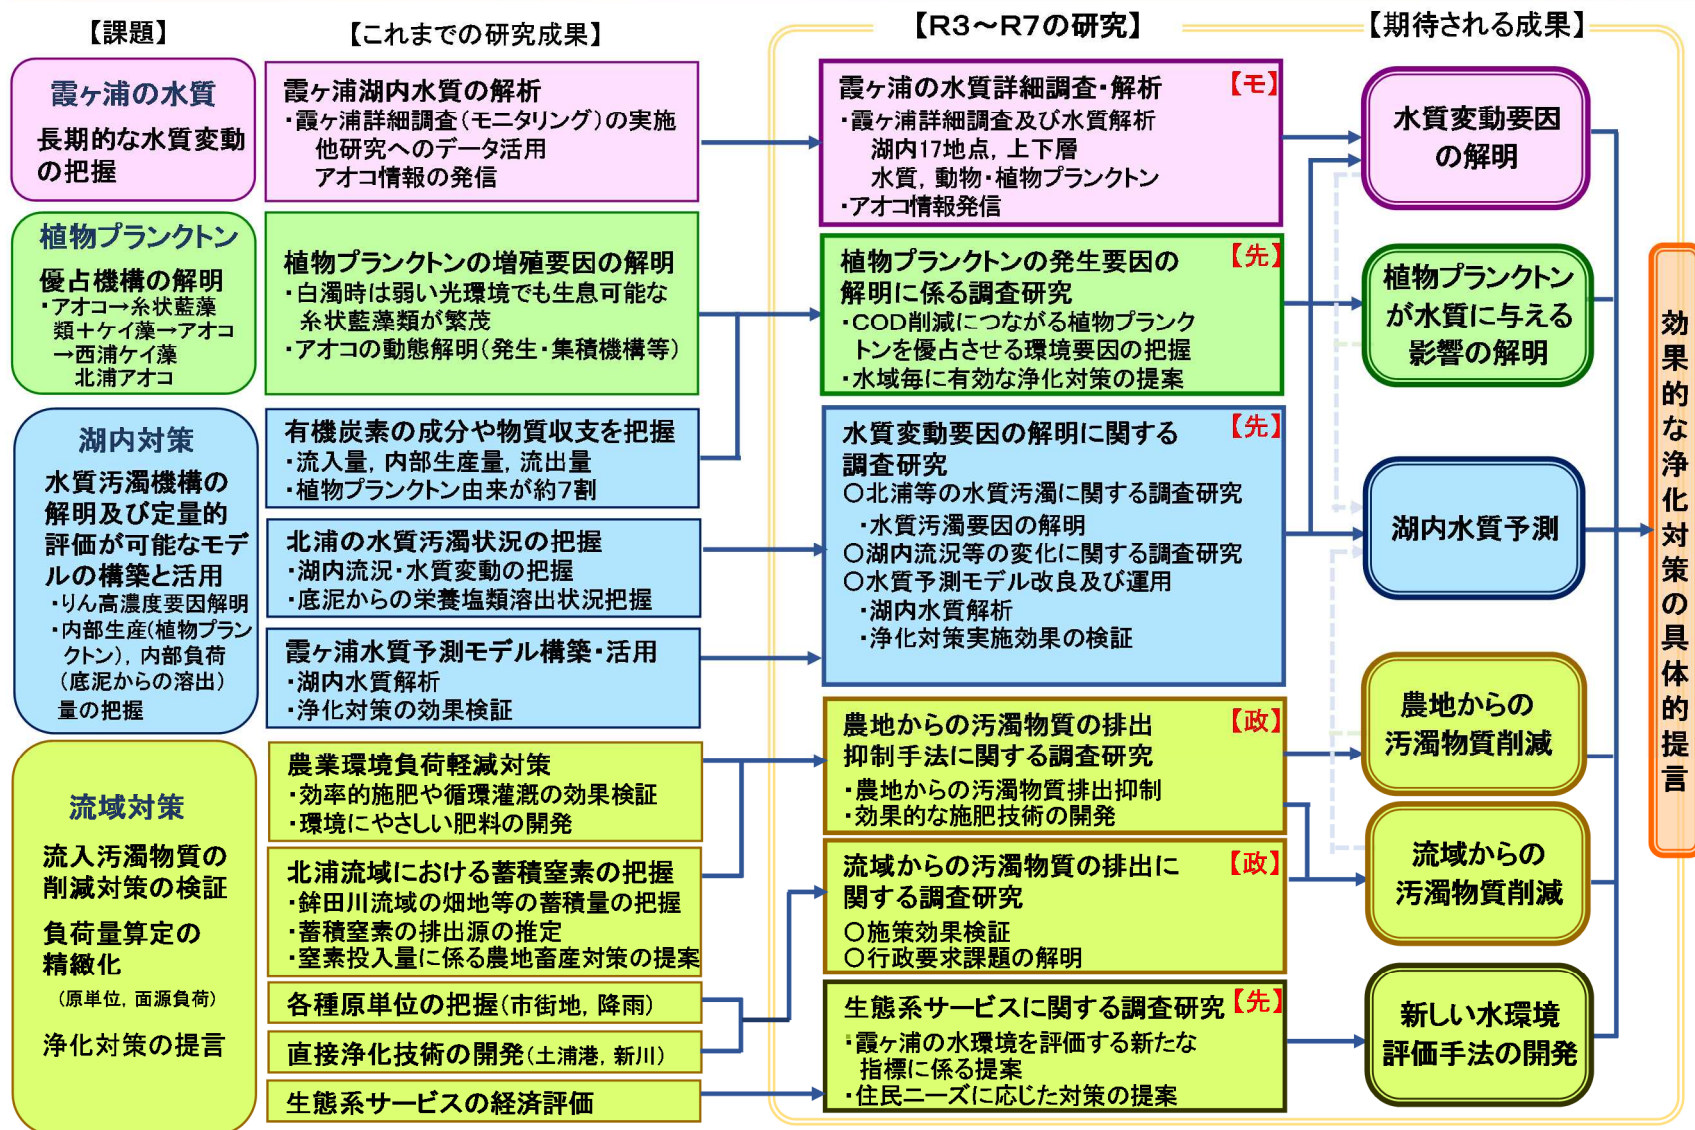 【課題】
霞ヶ浦の水質
長期的な水質変動
の把握
植物プランクトン
優占機構の解明
・アオコ→糸状藍藻
類＋ケイ藻→アオコ
→西浦ケイ藻
北浦アオコ
湖内対策
水質汚濁機構の
解明及び定量的
評価が可能なモデ
ルの構築と活用
・りん高濃度要因解明
・内部生産(植物プラン
クトン), 内部負荷
(底泥からの溶出)
量の把握
流域対策
流入汚濁物質の
削減対策の検証
負荷量算定の
精緻化
(原単位, 面源負荷)
浄化対策の提言
【これまでの研究成果】
霞ヶ浦湖内水質の解析
・霞ヶ浦詳細調査(モニタリング)の実施
他研究へのデータ活用
アオコ情報の発信
植物プランクトンの増殖要因の解明
・白濁時は弱い光環境でも生息可能な
糸状藍藻類が繁茂
・アオコの動態解明(発生・集積機構等)
有機炭素の成分や物質収支を把握
・流入量, 内部生産量, 流出量
・植物プランクトン由来が約7割
北浦の水質汚濁状況の把握
・湖内流況・水質変動の把握
・底泥からの栄養塩類溶出状況把握
霞ヶ浦水質予測モデル構築・活用
・湖内水質解析
・浄化対策の効果検証
農業環境負荷軽減対策
・効率的施肥や循環灌漑の効果検証
・環境にやさしい肥料の開発
北浦流域における蓄積窒素の把握
・鉾田川流域の畑地等の蓄積量の把握
・蓄積窒素の排出源の推定
・窒素投入量に係る農地畜産対策の提案
各種原単位の把握(市街地, 降雨)
直接浄化技術の開発(土浦港, 新川)
生態系サービスの経済評価
【R3～R7の研究】
霞ヶ浦の水質詳細調査・解析 【モ】
・霞ヶ浦詳細調査及び水質解析
湖内17地点, 上下層
水質, 動物・植物プランクトン
・アオコ情報発信
植物プランクトンの発生要因の 【先】
解明に係る調査研究
・COD削減につながる植物プランク
トンを優占させる環境要因の把握
・水域毎に有効な浄化対策の提案
水質変動要因の解明に関する 【先】
調査研究
○北浦等の水質汚濁に関する調査研究
・水質汚濁要因の解明
○湖内流況等の変化に関する調査研究
○水質予測モデル改良及び運用
・湖内水質解析
・浄化対策実施効果の検証
農地からの汚濁物質の排出 【政】
抑制手法に関する調査研究
・農地からの汚濁物質排出抑制
・効果的な施肥技術の開発
流域からの汚濁物質の排出に 【政】
関する調査研究
○施策効果検証
○行政要求課題の解明
生態系サービスに関する調査研究 【先】
・霞ヶ浦の水環境を評価する新たな
指標に係る提案
・住民ニーズに応じた対策の提案
【期待される成果】
水質変動要因
の解明
植物プランクトン
が水質に与える
影響の解明
湖内水質予測
農地からの
汚濁物質削減
流域からの
汚濁物質削減
新しい水環境
評価手法の開発
効果的な浄化対策の具体的提言